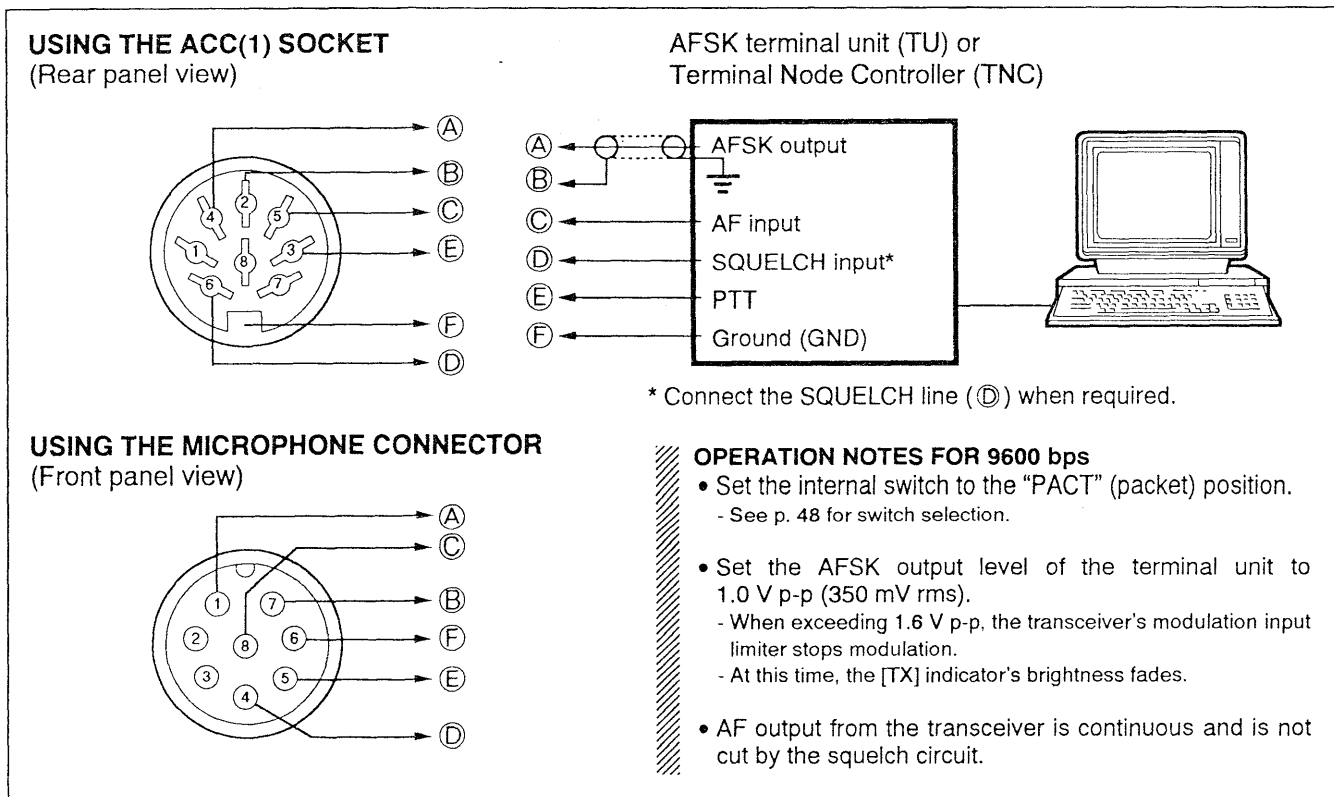 USING THE ACC(1) SOCKET
(Rear panel view)
Ⓐ
Ⓑ
Ⓒ
Ⓔ
Ⓕ
Ⓓ
4
2
5
1
8
3
6
7
AFSK terminal unit (TU) or
Terminal Node Controller (TNC)
Ⓐ AFSK output
Ⓑ
Ⓒ AF input
Ⓓ SQUELCH input*
Ⓔ PTT
Ⓕ Ground (GND)
* Connect the SQUELCH line (Ⓓ) when required.
USING THE MICROPHONE CONNECTOR
(Front panel view)
Ⓐ
Ⓒ
Ⓑ
Ⓕ
Ⓔ
Ⓓ
1
7
2
8
6
3
5
4
OPERATION NOTES FOR 9600 bps
• Set the internal switch to the “PACT” (packet) position.
- See p. 48 for switch selection.
• Set the AFSK output level of the terminal unit to
1.0 V p-p (350 mV rms).
- When exceeding 1.6 V p-p, the transceiver's modulation input
limiter stops modulation.
- At this time, the [TX] indicator's brightness fades.
• AF output from the transceiver is continuous and is not
cut by the squelch circuit.